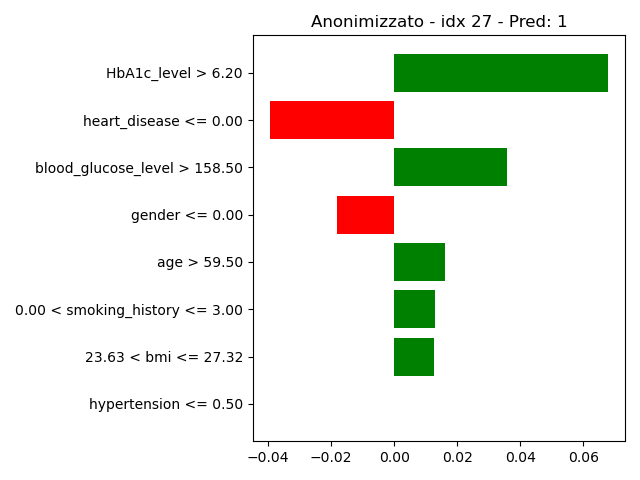 Anonimizzato - idx 27 - Pred: 1
HbA1c_level > 6.20
heart_disease <= 0.00
blood_glucose_level > 158.50
gender <= 0.00
age > 59.50
0.00 < smoking_history <= 3.00
23.63 < bmi <= 27.32
hypertension <= 0.50
−0.04 −0.02 0.00 0.02 0.04 0.06